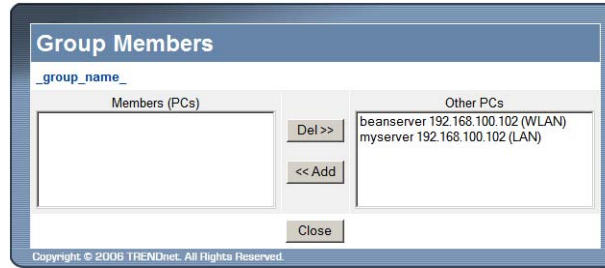 Group Members
_group_name_
Members (PCs)
Other PCs
Del >>
<< Add
beanserver 192.168.100.102 (WLAN)
myserver 192.168.100.102 (LAN)
Close
Copyright © 2006 TRENDnet. All Rights Reserved.